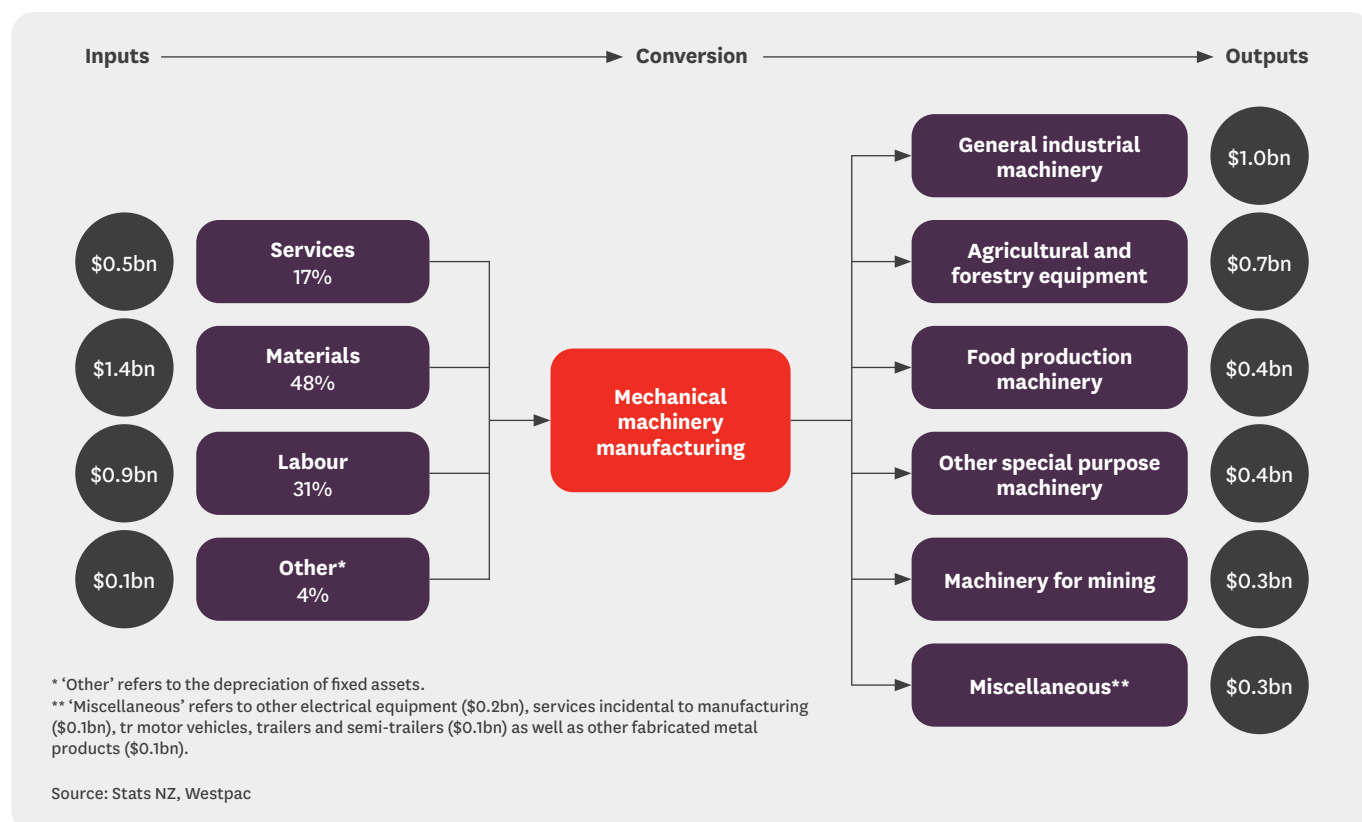 Inputs
Conversion
Outputs
$0.5bn
Services
17%
$1.4bn
Materials
48%
$0.9bn
Labour
31%
$0.1bn
Other*
4%
Mechanical
machinery
manufacturing
General industrial
machinery
$1.0bn
Agricultural and
forestry equipment
$0.7bn
Food production
machinery
$0.4bn
Other special purpose
machinery
$0.4bn
Machinery for mining
$0.3bn
Miscellaneous**
$0.3bn
* ‘Other’ refers to the depreciation of fixed assets.
** ‘Miscellaneous’ refers to other electrical equipment ($0.2bn), services incidental to manufacturing
($0.1bn), tr motor vehicles, trailers and semi-trailers ($0.1bn) as well as other fabricated metal
products ($0.1bn).
Source: Stats NZ, Westpac